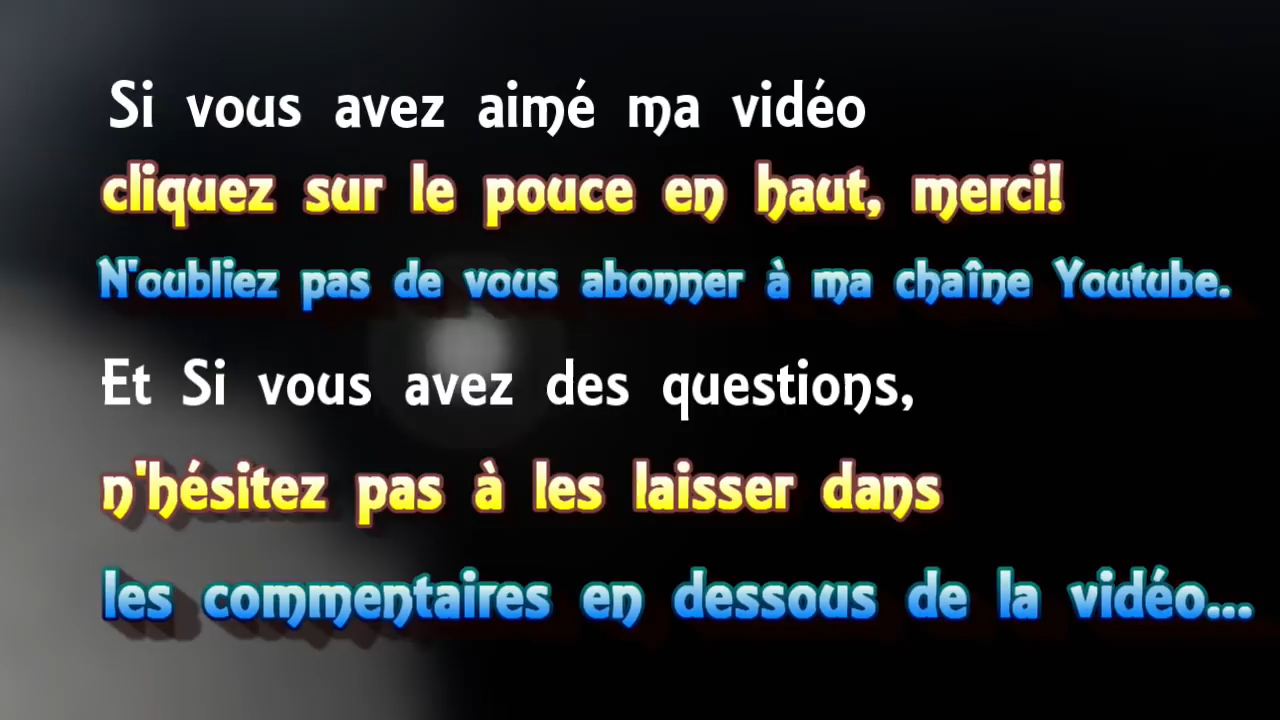 Si vous avez aimé ma vidéo
cliquez sur le pouce en haut, merci!
N'oubliez pas de vous abonner à ma chaîne Youtube.
Et Si vous avez des questions,
n'hésitez pas à les laisser dans
les commentaires en dessous de la vidéo...